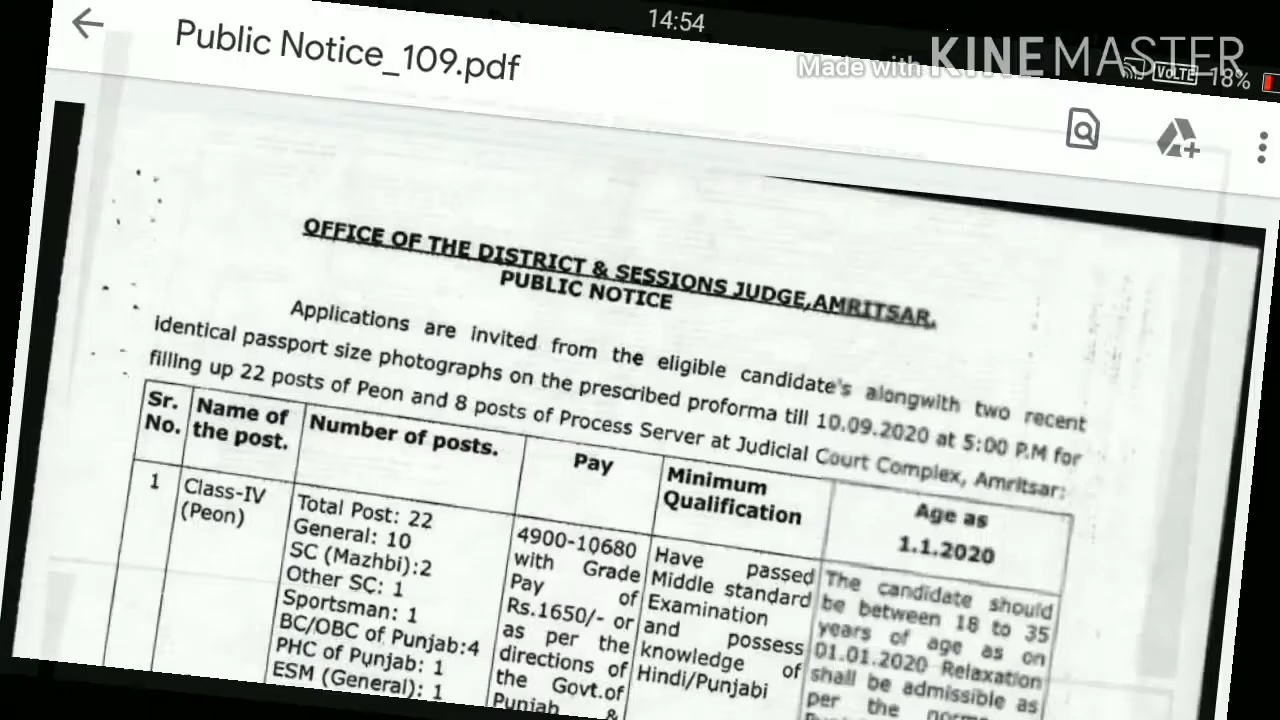 14:54
Made with KINEMASTER
VoLTE 18%
Public Notice_109.pdf
OFFICE OF THE DISTRICT & SESSIONS JUDGE,AMRITSAR.
PUBLIC NOTICE
Applications are invited from the eligible candidate's alongwith two recent
identical passport size photographs on the prescribed proforma till 10.09.2020 at 5:00 P.M for
filling up 22 posts of Peon and 8 posts of Process Server at Judicial Court Complex, Amritsar:
Sr. No.
Name of the post.
Number of posts.
Pay
Minimum Qualification
Age as
1.1.2020
1
Class-IV
(Peon)
Total Post: 22
General: 10
SC (Mazhbi):2
Other SC: 1
Sportsman: 1
BC/OBC of Punjab:4
PHC of Punjab: 1
ESM (General): 1
4900-10680
with Grade
Pay of
Rs.1650/- or
as per the
directions of
the Govt.of
Punjab &
Have passed
Middle standard
Examination
and possess
knowledge of
Hindi/Punjabi
The candidate should
be between 18 to 35
years of age as on
01.01.2020 Relaxation
shall be admissible as
per the